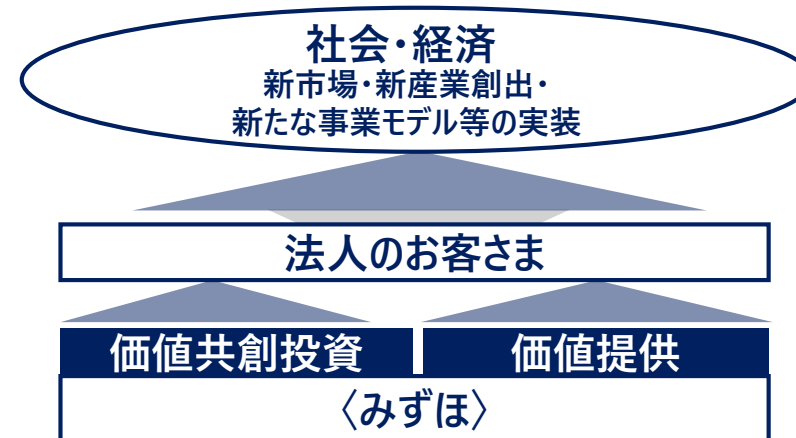 社会・経済
新市場・新産業創出・
新たな事業モデル等の実装
法人のお客さま
価値共創投資
価値提供
〈みずほ〉